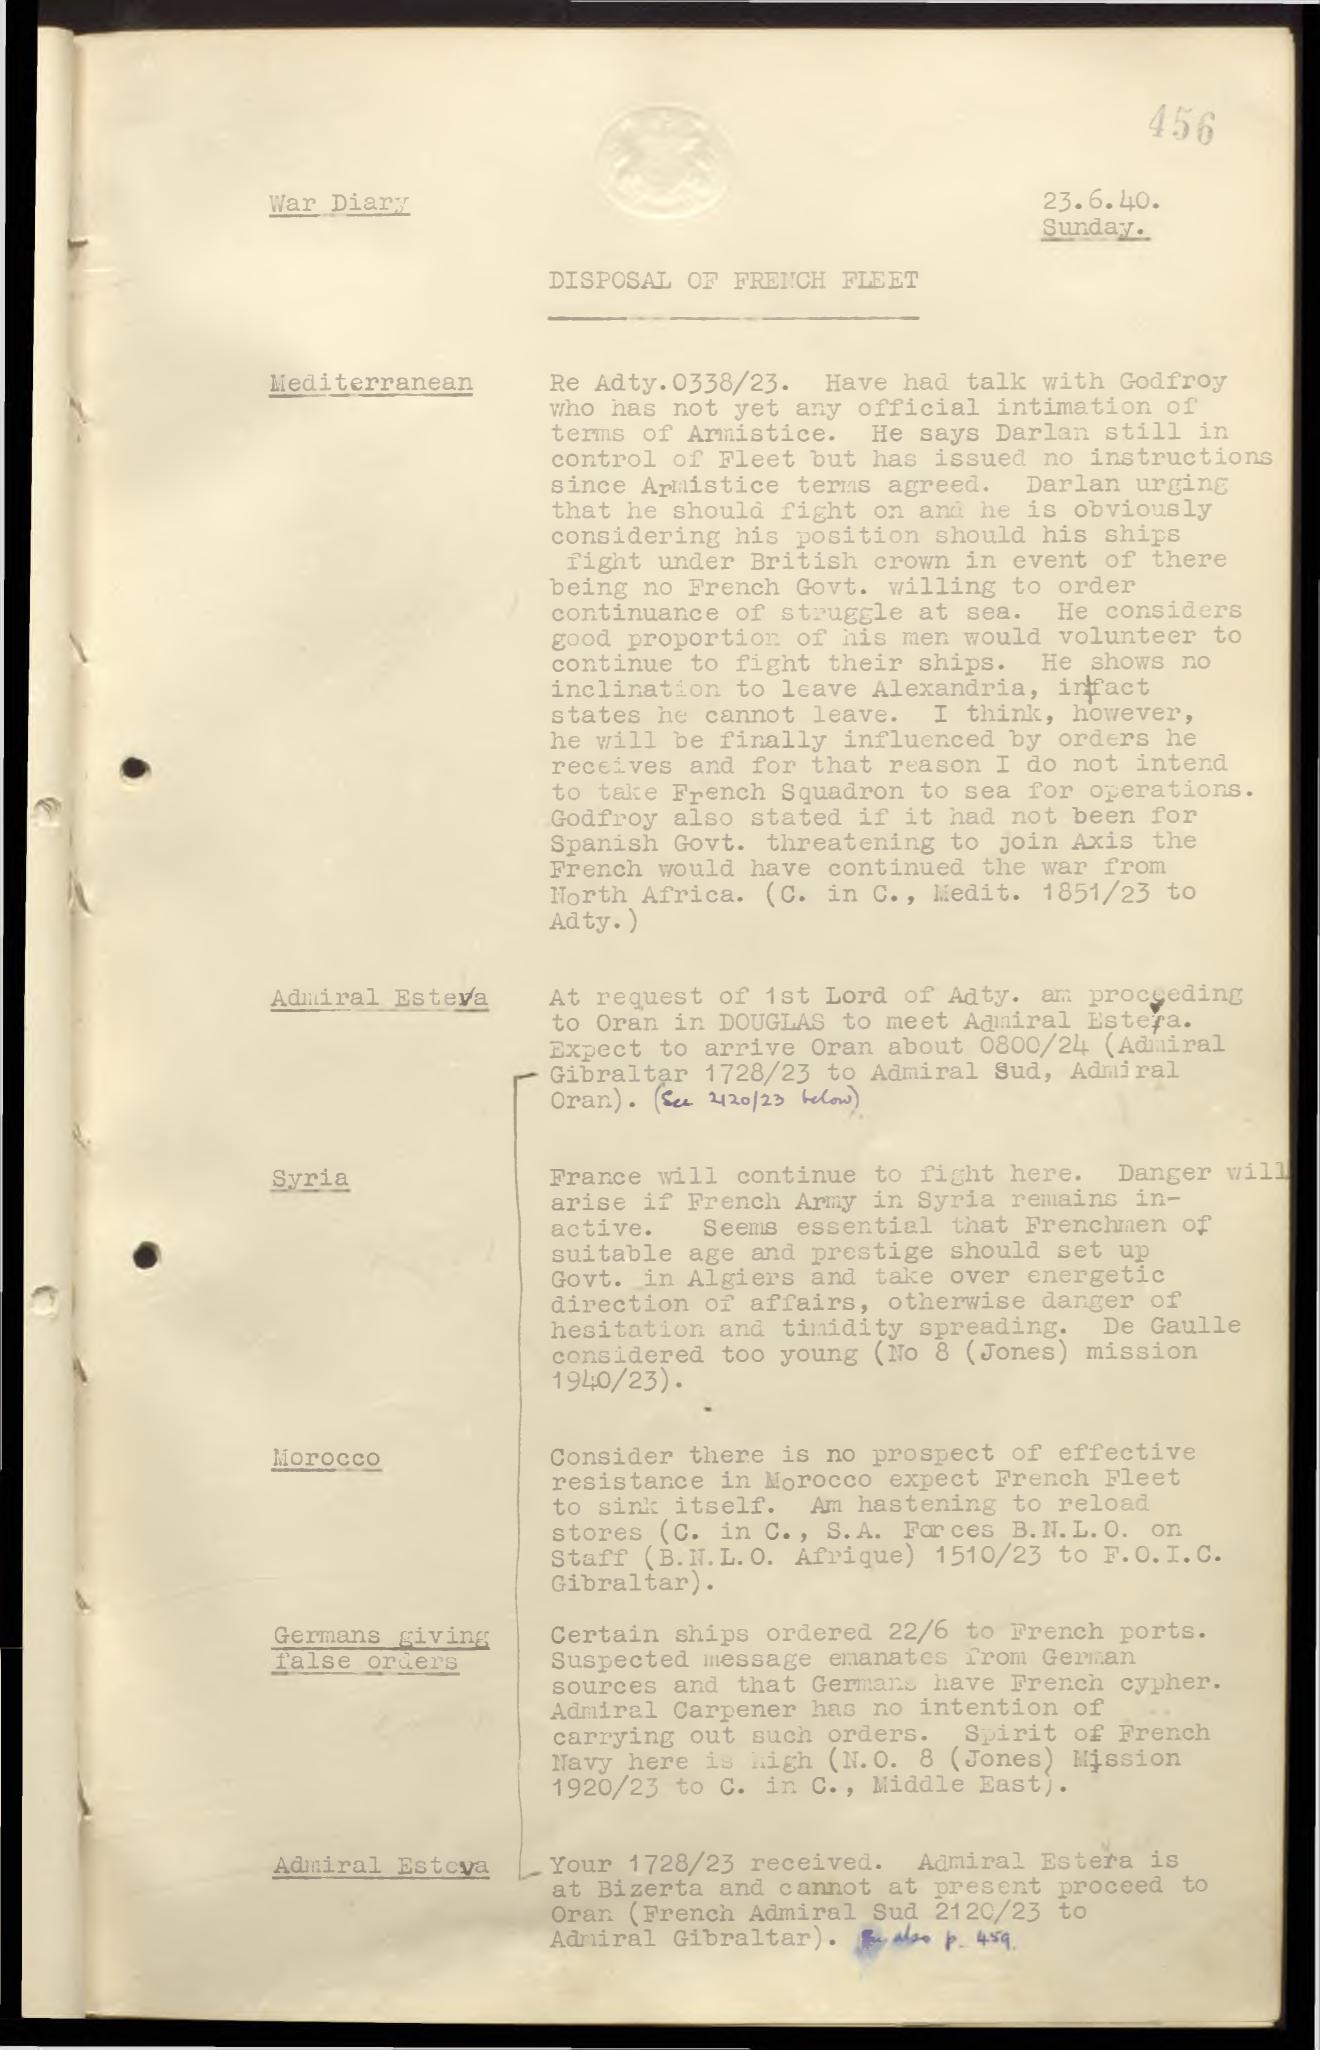 456
War Diary
23.6.40.
Sunday.
DISPOSAL OF FRENCH FLEET
Mediterranean
Re Adty.0338/23. Have had talk with Godfroy
who has not yet any official intimation of
terms of Armistice. He says Darlan still in
control of Fleet but has issued no instructions
since Armistice terms agreed. Darlan urging
that he should fight on and he is obviously
considering his position should his ships
fight under British crown in event of there
being no French Govt. willing to order
continuance of struggle at sea. He considers
good proportion of his men would volunteer to
continue to fight their ships. He shows no
inclination to leave Alexandria, in fact
states he cannot leave. I think, however,
he will be finally influenced by orders he
receives and for that reason I do not intend
to take French Squadron to sea for operations.
Godfroy also stated if it had not been for
Spanish Govt. threatening to join Axis the
French would have continued the war from
North Africa. (C. in C., Medit. 1851/23 to
Adty.)
Admiral Esteva
At request of 1st Lord of Adty. am proceeding
to Oran in DOUGLAS to meet Admiral Esteva.
Expect to arrive Oran about 0800/24 (Admiral
Gibraltar 1728/23 to Admiral Sud, Admiral
Oran). (See 2120/23 below)
Syria
France will continue to fight here. Danger will
arise if French Army in Syria remains in-
active. Seems essential that Frenchmen of
suitable age and prestige should set up
Govt. in Algiers and take over energetic
direction of affairs, otherwise danger of
hesitation and timidity spreading. De Gaulle
considered too young (No 8 (Jones) mission
1940/23).
Morocco
Consider there is no prospect of effective
resistance in Morocco expect French Fleet
to sink itself. Am hastening to reload
stores (C. in C., S.A. Forces B.N.L.O. on
Staff (B.N.L.O. Afrique) 1510/23 to F.O.I.C.
Gibraltar).
Germans giving
false orders
Certain ships ordered 22/6 to French ports.
Suspected message emanates from German
sources and that Germans have French cypher.
Admiral Carpener has no intention of
carrying out such orders. Spirit of French
Navy here is high (N.O. 8 (Jones) Mission
1920/23 to C. in C., Middle East).
Admiral Esteva
Your 1728/23 received. Admiral Esteva is
at Bizerta and cannot at present proceed to
Oran (French Admiral Sud 2120/23 to
Admiral Gibraltar). See also p. 459.